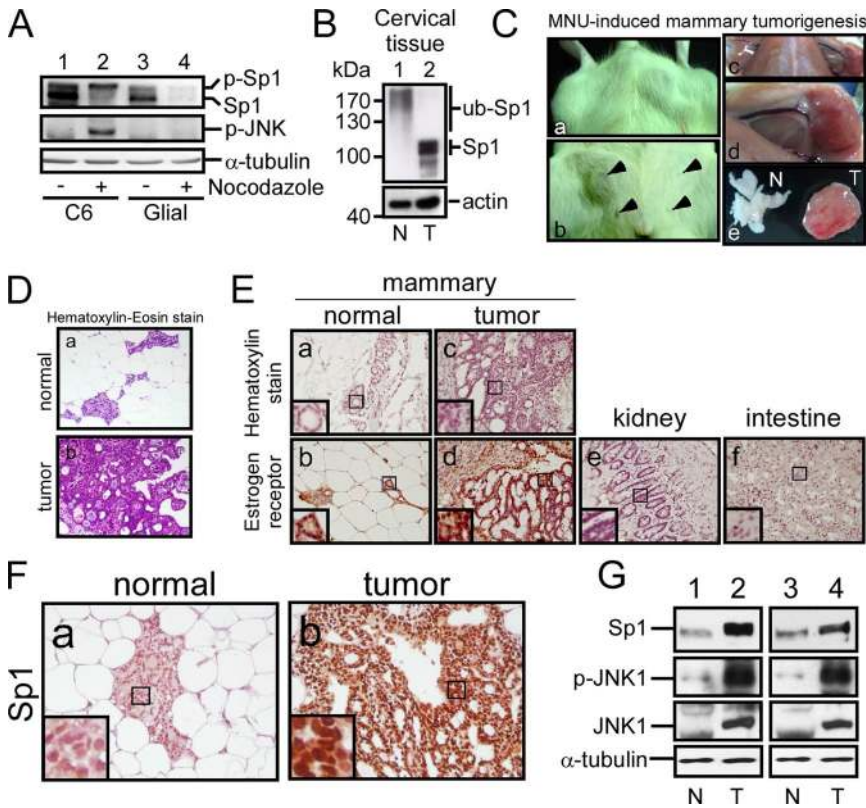 A
1 2 3 4
p-Sp1
Sp1
p-JNK
α-tubulin
- + - + Nocodazole
C6 Glial
B
Cervical
tissue
kDa 1 2
170
130
100
40
ub-Sp1
Sp1
actin
N T
C
MNU-induced mammary tumorigenesis
a
b
c
d
e N T
D
Hematoxylin-Eosin stain
normal
a
tumor
b
E
mammary
normal tumor
Hematoxylin
stain
a c
kidney intestine
Estrogen
receptor
b d e f
F
normal tumor
Sp1
a b
G
1 2 3 4
Sp1
p-JNK1
JNK1
α-tubulin
N T N T